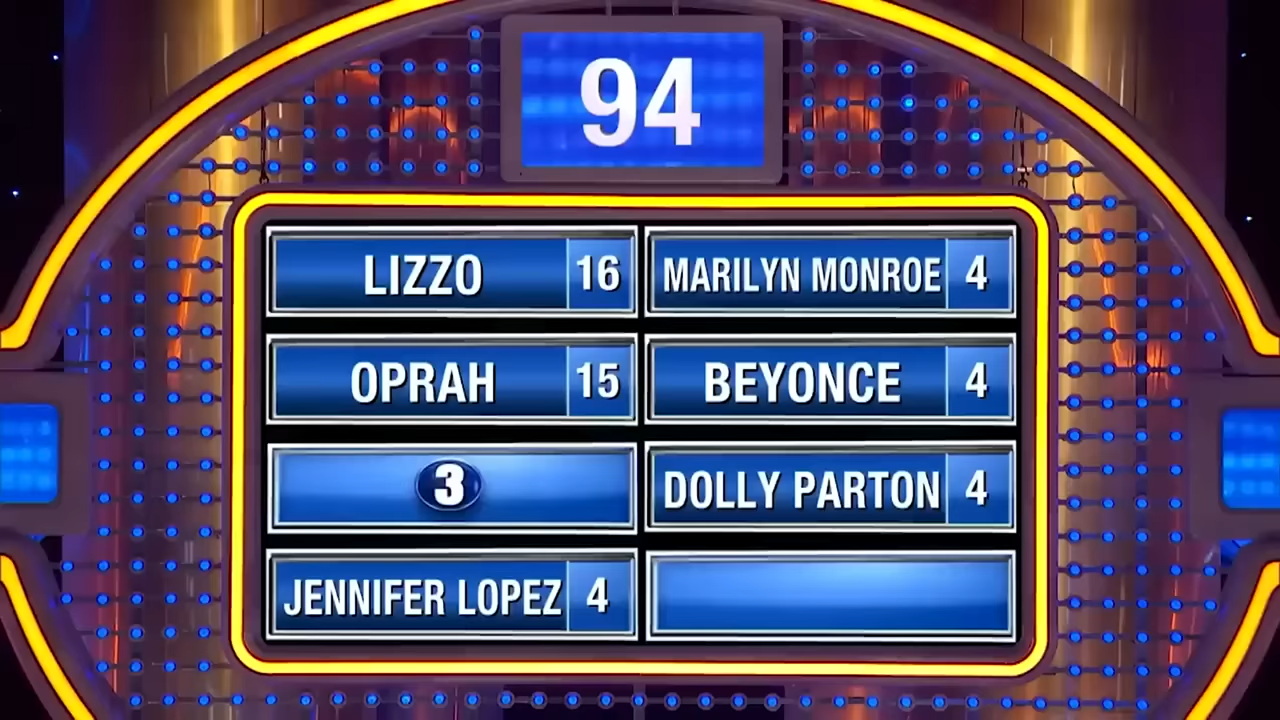 94
LIZZO 16
OPRAH 15
3
JENNIFER LOPEZ 4
MARILYN MONROE 4
BEYONCE 4
DOLLY PARTON 4